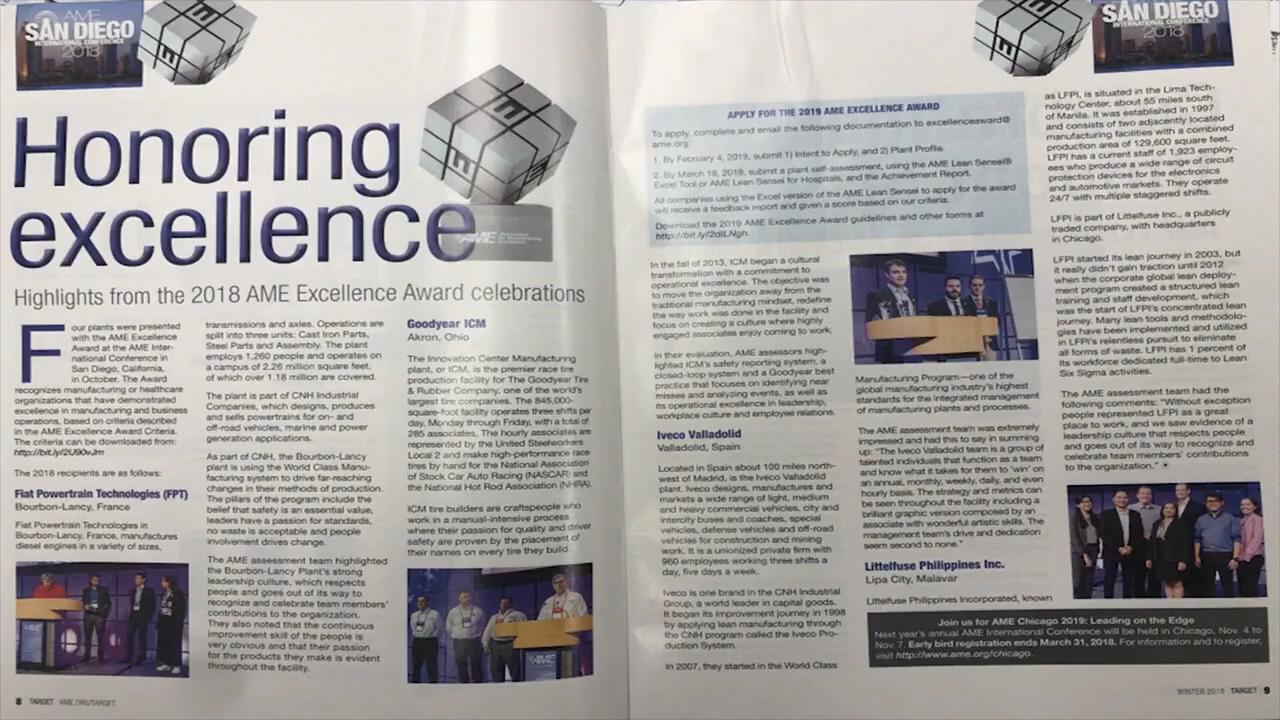 AME
SAN DIEGO
INTERNATIONAL CONFERENCE
2018
Honoring
excellence
AME
Highlights from the 2018 AME Excellence Award celebrations
Four plants were presented
with the AME Excellence
Award at the AME Inter-
national Conference in
San Diego, California,
in October. The Award
recognizes manufacturing or healthcare
organizations that have demonstrated
excellence in manufacturing and business
operations, based on criteria described
in the AME Excellence Award Criteria.
The criteria can be downloaded from:
http://bit.ly/2U90vJm
The 2018 recipients are as follows:
Fiat Powertrain Technologies (FPT)
Bourbon-Lancy, France
Fiat Powertrain Technologies in
Bourbon-Lancy, France, manufactures
diesel engines in a variety of sizes,
transmissions and axles. Operations are
split into three units: Cast Iron Parts,
Steel Parts and Assembly. The plant
employs 1,260 people and operates on
a campus of 2.26 million square feet,
of which over 1.18 million are covered.
The plant is part of CNH Industrial
Companies, which designs, produces
and sells powertrains for on- and
off-road vehicles, marine and power
generation applications.
As part of CNH, the Bourbon-Lancy
plant is using the World Class Manu-
facturing system to drive far-reaching
changes in their methods of production.
The pillars of the program include the
belief that safety is an essential value,
leaders have a passion for standards,
no waste is acceptable and people
involvement drives change.
The AME assessment team highlighted
the Bourbon-Lancy Plant's strong
leadership culture, which respects
people and goes out of its way to
recognize and celebrate team members'
contributions to the organization.
They also noted that the continuous
improvement skill of the people is
very obvious and that their passion
for the products they make is evident
throughout the facility.
Goodyear ICM
Akron, Ohio
The Innovation Center Manufacturing
plant, or ICM, is the premier race tire
production facility for The Goodyear Tire
& Rubber Company, one of the world's
largest tire companies. The 845,000-
square-foot facility operates three shifts per
day, Monday through Friday, with a total of
285 associates. The hourly associates are
represented by the United Steelworkers
Local 2 and make high-performance race
tires by hand for the National Association
of Stock Car Auto Racing (NASCAR) and
the National Hot Rod Association (NHRA).
ICM tire builders are craftspeople who
work in a manual-intensive process
where their passion for quality and driver
safety are proven by the placement of
their names on every tire they build.
AME
8 TARGET AME.ORG/TARGET
SAN DIEGO
INTERNATIONAL CONFERENCE
2018
APPLY FOR THE 2019 AME EXCELLENCE AWARD
To apply, complete and email the following documentation to excellenceaward@
ame.org:
1. By February 4, 2019, submit 1) Intent to Apply, and 2) Plant Profile.
2. By March 19, 2019, submit a plant self-assessment, using the AME Lean Sensei®
Excel Tool or AME Lean Sensei for Hospitals, and the Achievement Report.
All companies using the Excel version of the AME Lean Sensei to apply for the award
will receive a feedback report and given a score based on our criteria.
Download the 2019 AME Excellence Award guidelines and other forms at
http://bit.ly/2dILNgh.
In the fall of 2013, ICM began a cultural
transformation with a commitment to
operational excellence. The objective was
to move the organization away from the
traditional manufacturing mindset, redefine
the way work was done in the facility and
focus on creating a culture where highly
engaged associates enjoy coming to work.
In their evaluation, AME assessors high-
lighted ICM's safety reporting system, a
closed-loop system and a Goodyear best
practice that focuses on identifying near
misses and analyzing events, as well as
its operational excellence in leadership,
workplace culture and employee relations.
Iveco Valladolid
Valladolid, Spain
Located in Spain about 100 miles north-
west of Madrid, is the Iveco Valladolid
plant. Iveco designs, manufactures and
markets a wide range of light, medium
and heavy commercial vehicles, city and
intercity buses and coaches, special
vehicles, defense vehicles and off-road
vehicles for construction and mining
work. It is a unionized private firm with
960 employees working three shifts a
day, five days a week.
Iveco is one brand in the CNH Industrial
Group, a world leader in capital goods.
It began its improvement journey in 1998
by applying lean manufacturing through
the CNH program called the Iveco Pro-
duction System.
In 2007, they started in the World Class
Manufacturing Program—one of the
global manufacturing industry's highest
standards for the integrated management
of manufacturing plants and processes.
The AME assessment team was extremely
impressed and had this to say in summing
up: "The Iveco Valladolid team is a group of
talented individuals that function as a team
and know what it takes for them to 'win' on
an annual, monthly, weekly, daily, and even
hourly basis. The strategy and metrics can
be seen throughout the facility including a
brilliant graphic version composed by an
associate with wonderful artistic skills. The
management team's drive and dedication
seem second to none."
Littelfuse Philippines Inc.
Lipa City, Malavar
Littelfuse Philippines Incorporated, known
as LFPI, is situated in the Lima Tech-
nology Center, about 55 miles south
of Manila. It was established in 1997
and consists of two adjacently located
manufacturing facilities with a combined
production area of 129,600 square feet.
LFPI has a current staff of 1,923 employ-
ees who produce a wide range of circuit
protection devices for the electronics
and automotive markets. They operate
24/7 with multiple staggered shifts.
LFPI is part of Littelfuse Inc., a publicly
traded company, with headquarters
in Chicago.
LFPI started its lean journey in 2003, but
it really didn't gain traction until 2012
when the corporate global lean deploy-
ment program created a structured lean
training and staff development, which
was the start of LFPI's concentrated lean
journey. Many lean tools and methodolo-
gies have been implemented and utilized
in LFPI's relentless pursuit to eliminate
all forms of waste. LFPI has 1 percent of
its workforce dedicated full-time to Lean
Six Sigma activities.
The AME assessment team had the
following comments: "Without exception
people represented LFPI as a great
place to work, and we saw evidence of a
leadership culture that respects people
and goes out of its way to recognize and
celebrate team members' contributions
to the organization."
Join us for AME Chicago 2019: Leading on the Edge
Next year's annual AME International Conference will be held in Chicago, Nov. 4 to
Nov. 7. Early bird registration ends March 31, 2018. For information and to register,
visit http://www.ame.org/chicago.
WINTER 2018 TARGET 9